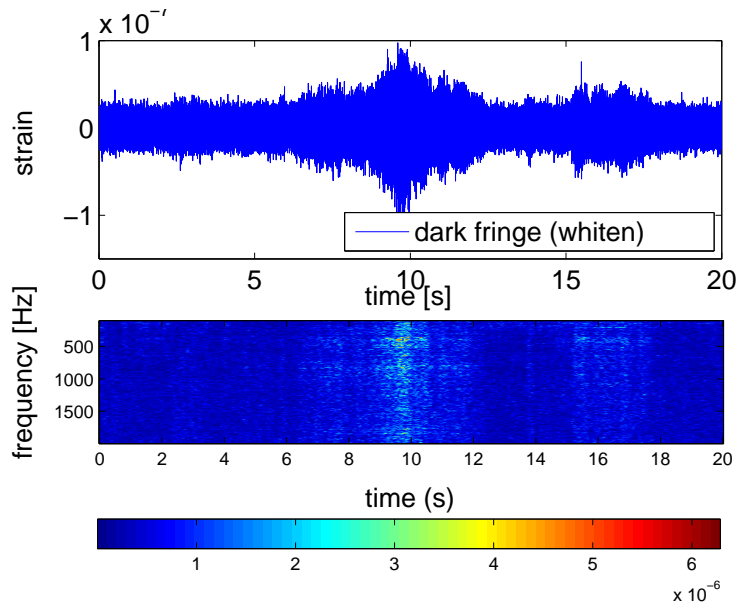 x 10⁻⁷
1
0
−1
strain
dark fringe (whiten)
0 5 10 15 20
time [s]
frequency [Hz]
500
1000
1500
0 2 4 6 8 10 12 14 16 18 20
time (s)
1 2 3 4 5 6
x 10⁻⁶